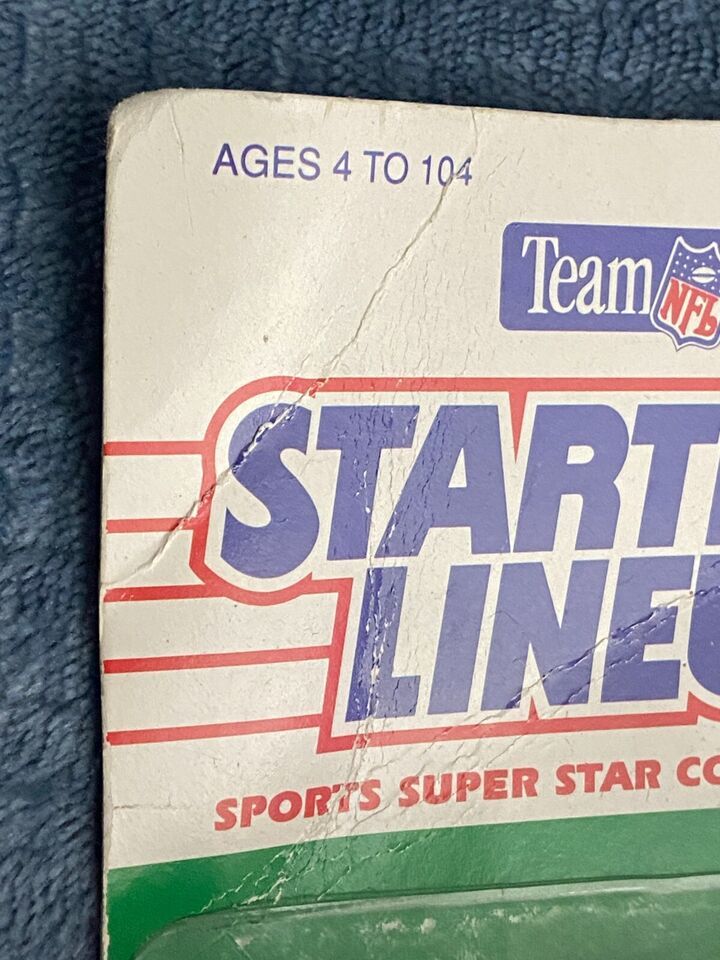 AGES 4 TO 104
Team NFL
START
LINE
SPORTS SUPER STAR CO